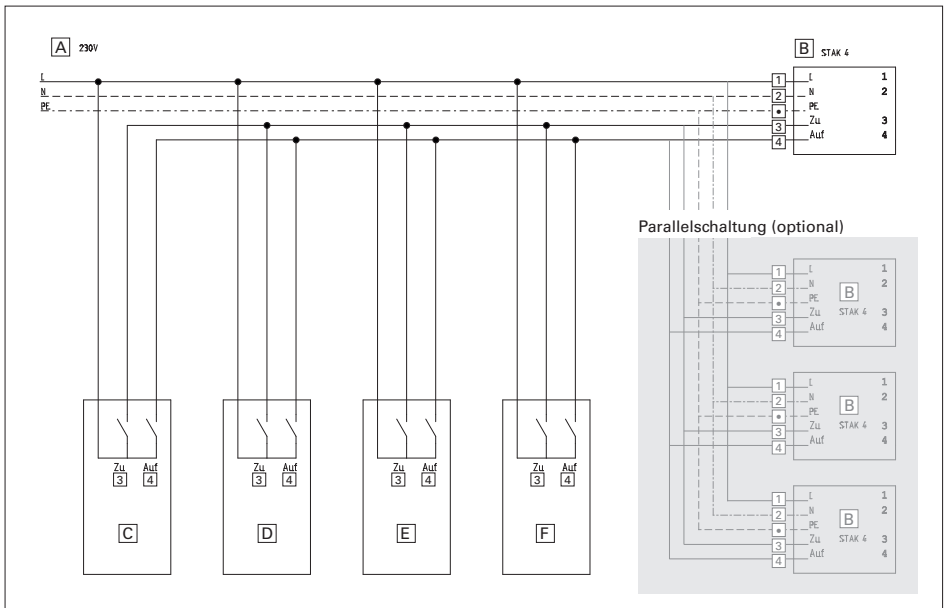 A 230V
B STAK 4
L
N
PE
1 L 1
2 N 2
• PE
3 Zu 3
4 Auf 4
Parallelschaltung (optional)
1 L 1
2 N 2
B
• PE
3 Zu STAK 4 3
4 Auf 4
1 L 1
2 N 2
B
• PE
3 Zu STAK 4 3
4 Auf 4
1 L 1
2 N 2
B
• PE
3 Zu STAK 4 3
4 Auf 4
Zu Auf
3 4
C
Zu Auf
3 4
D
Zu Auf
3 4
E
Zu Auf
3 4
F